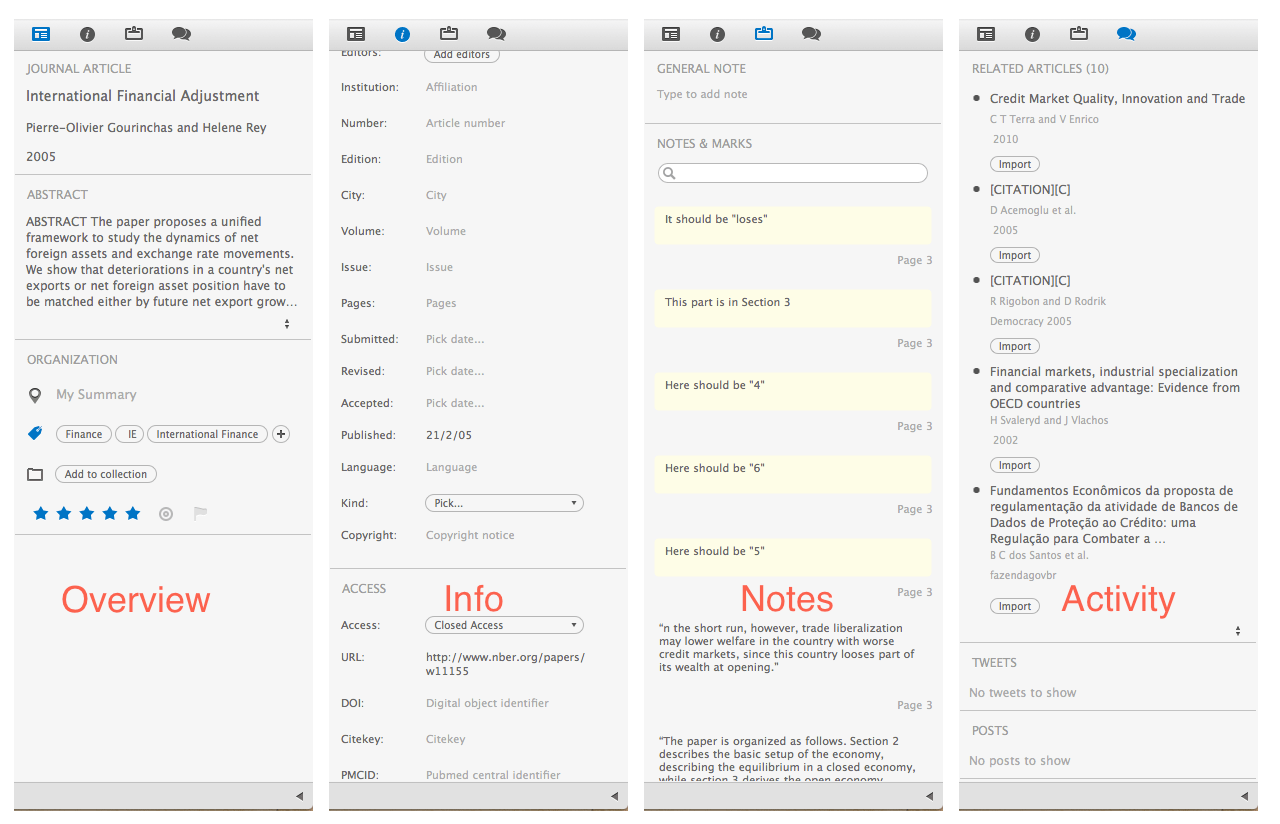 JOURNAL ARTICLE
International Financial Adjustment
Pierre-Olivier Gourinchas and Helene Rey
2005
ABSTRACT
ABSTRACT The paper proposes a unified
framework to study the dynamics of net
foreign assets and exchange rate movements.
We show that deteriorations in a country's net
exports or net foreign asset position have to
be matched either by future net export grow...
ORGANIZATION
My Summary
Finance IE International Finance +
Add to collection
Overview
Editors: Add editors
Institution: Affiliation
Number: Article number
Edition: Edition
City: City
Volume: Volume
Issue: Issue
Pages: Pages
Submitted: Pick date...
Revised: Pick date...
Accepted: Pick date...
Published: 21/2/05
Language: Language
Kind: Pick...
Copyright: Copyright notice
ACCESS
Info
Access: Closed Access
URL: http://www.nber.org/papers/
w11155
DOI: Digital object identifier
Citekey: Citekey
PMCID: Pubmed central identifier
GENERAL NOTE
Type to add note
NOTES & MARKS
It should be "loses"
Page 3
This part is in Section 3
Page 3
Here should be "4"
Page 3
Here should be "6"
Page 3
Here should be "5"
Page 3
Notes
“n the short run, however, trade liberalization
may lower welfare in the country with worse
credit markets, since this country looses part of
its wealth at opening.”
Page 3
“The paper is organized as follows. Section 2
describes the basic setup of the economy,
describing the equilibrium in a closed economy,
while section 3 derives the open economy
RELATED ARTICLES (10)
Credit Market Quality, Innovation and Trade
C T Terra and V Enrico
2010
Import
[CITATION][C]
D Acemoglu et al.
2005
Import
[CITATION][C]
R Rigobon and D Rodrik
Democracy 2005
Import
Financial markets, industrial specialization
and comparative advantage: Evidence from
OECD countries
H Svaleryd and J Vlachos
2002
Import
Fundamentos Econômicos da proposta de
regulamentação da atividade de Bancos de
Dados de Proteção ao Crédito: uma
Regulação para Combater a ...
B C dos Santos et al.
fazendagovbr
Import
Activity
TWEETS
No tweets to show
POSTS
No posts to show